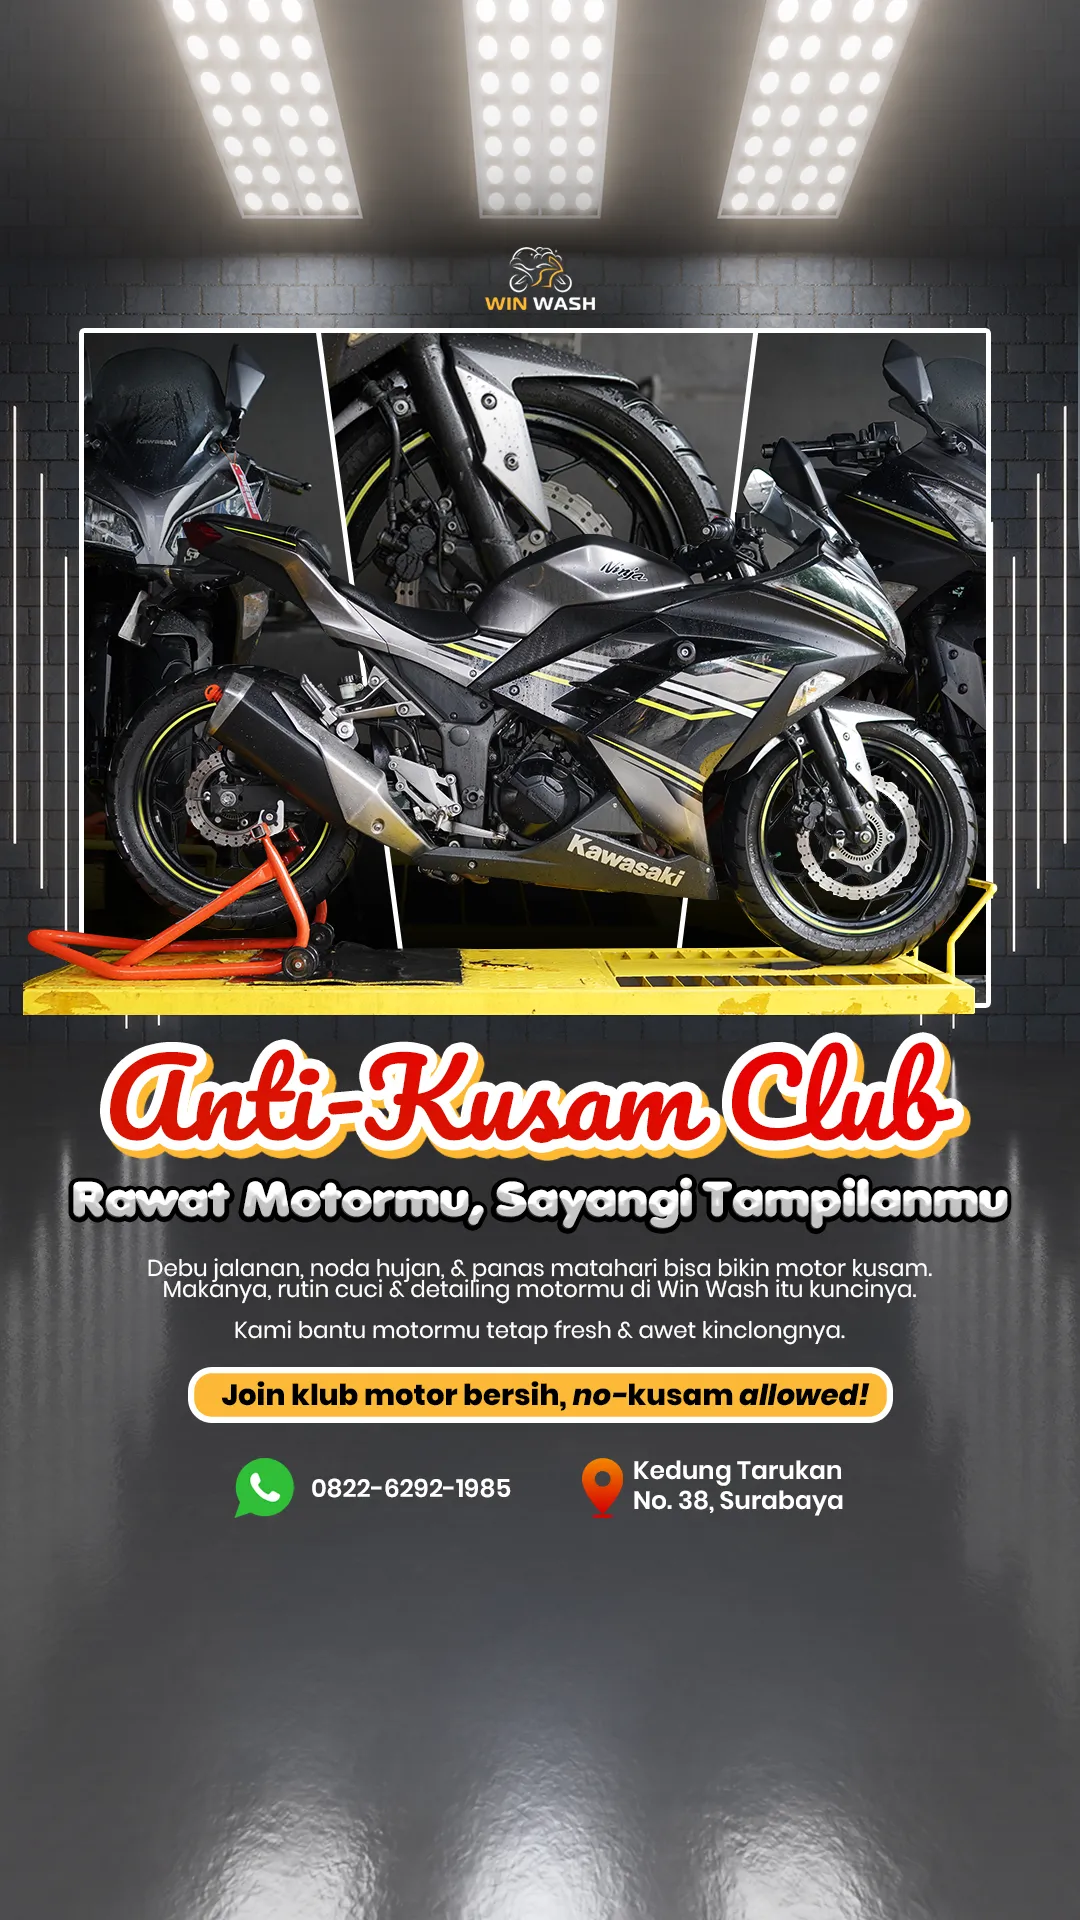 WIN WASH
Kawasaki
Ninja
Kawasaki
Anti-Kusam Club
Rawat Motormu, Sayangi Tampilanmu
Debu jalanan, noda hujan, & panas matahari bisa bikin motor kusam.
Makanya, rutin cuci & detailing motormu di Win Wash itu kuncinya.
Kami bantu motormu tetap fresh & awet kinclongnya.
Join klub motor bersih, no-kusam allowed!
0822-6292-1985
Kedung Tarukan
No. 38, Surabaya